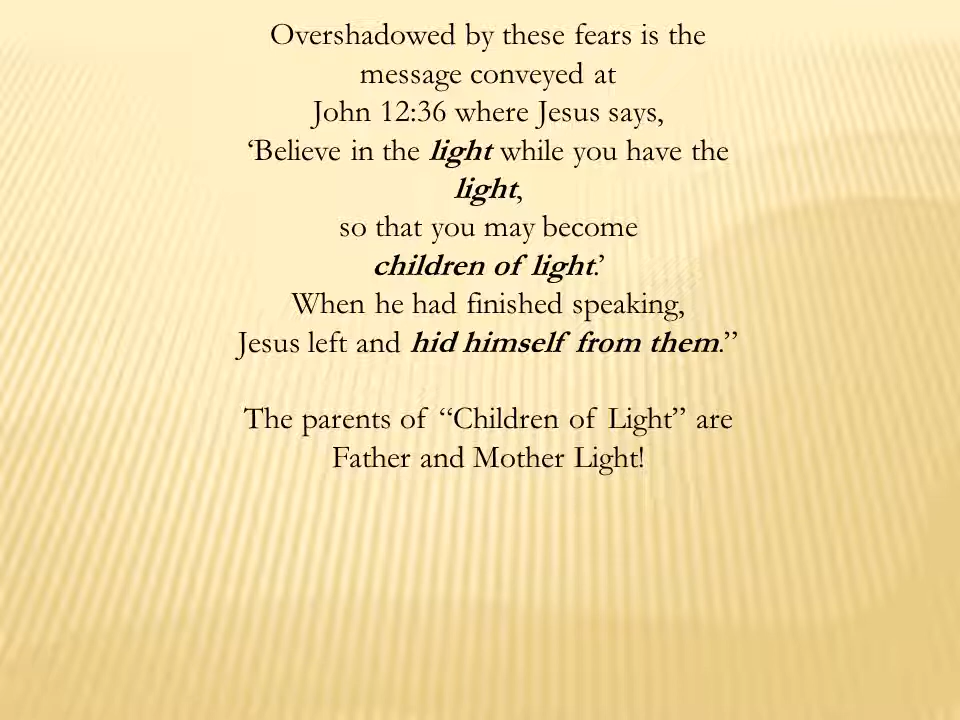 Overshadowed by these fears is the
message conveyed at
John 12:36 where Jesus says,
‘Believe in the light while you have the
light,
so that you may become
children of light.’
When he had finished speaking,
Jesus left and hid himself from them.”
The parents of “Children of Light” are
Father and Mother Light!